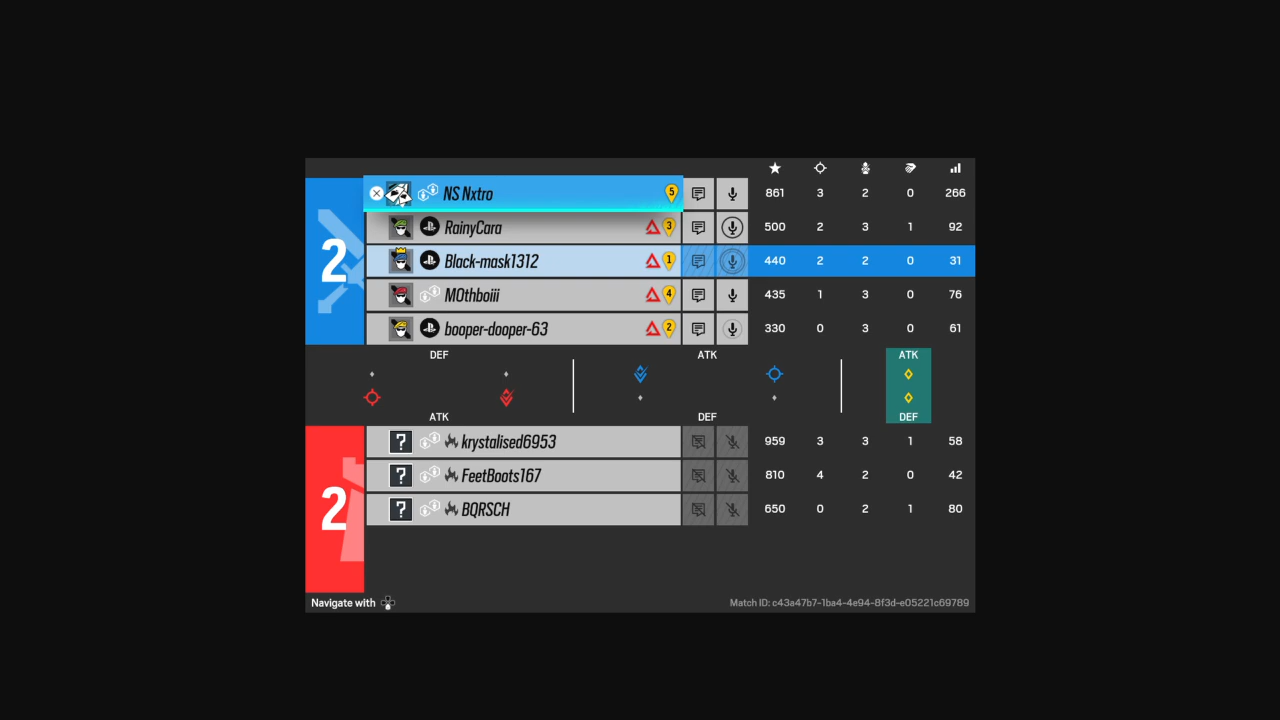 2
NS Nxtro 5 861 3 2 0 266
RainyCara 3 500 2 3 1 92
Black-mask1312 1 440 2 2 0 31
MOthboiii 4 435 1 3 0 76
booper-dooper-63 2 330 0 3 0 61
DEF ATK ATK
ATK DEF DEF
2
? krystalised6953 959 3 3 1 58
? FeetBoots167 810 4 2 0 42
? BQRSCH 650 0 2 1 80
Navigate with
Match ID: c43a47b7-1ba4-4e94-8f3d-e05221c69789